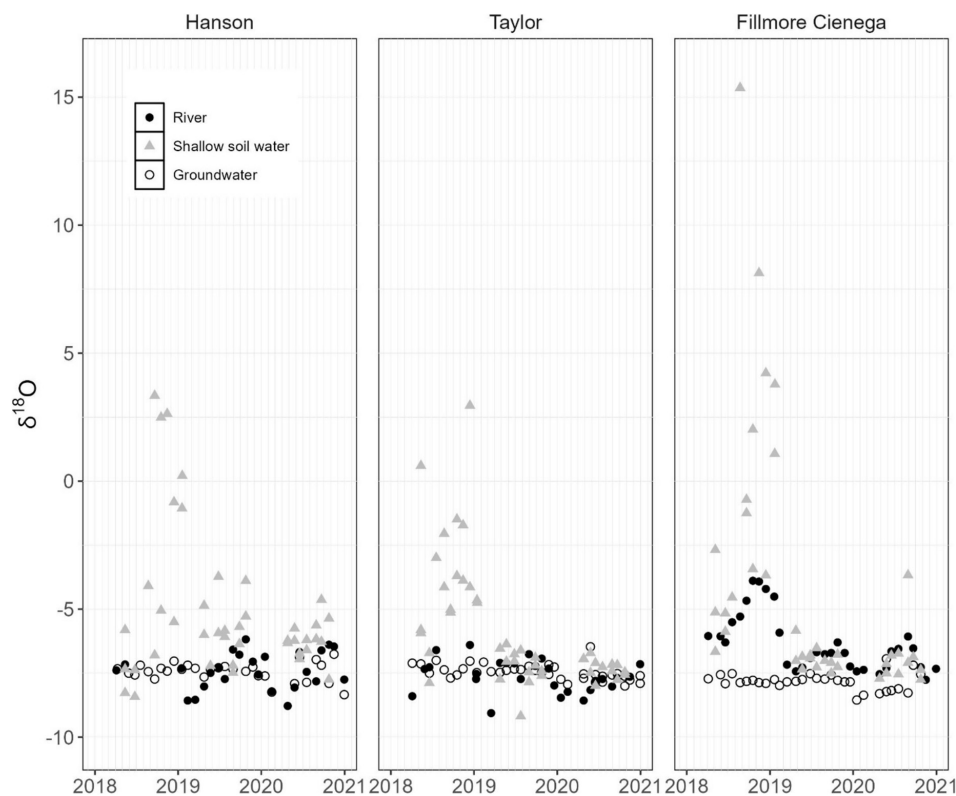 Hanson
Taylor
Fillmore Cienega
River
Shallow soil water
Groundwater
δ¹⁸O
15
10
5
0
-5
-10
2018 2019 2020 2021
2018 2019 2020 2021
2018 2019 2020 2021